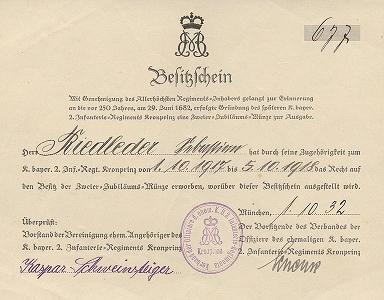 677
Besitzschein
Mit Genehmigung des Allerhöchsten Regiments-Inhabers gelangt zur Erinnerung
an die vor 250 Jahren, am 29. Juni 1682, erfolgte Gründung des späteren K. bayer.
2. Infanterie-Regiments Kronprinz eine Zweier-Jubiläums-Münze zur Ausgabe.
Herr Riedleder Sebastian hat durch seine Zugehörigkeit zum
K. bayer. 2. Inf.-Regt. Kronprinz vom 1.10.1917 bis 5.10.1918 das Recht auf
den Besitz der Zweier-Jubiläums-Münze erworben, worüber dieser Besitzschein ausgestellt wird.
München, 1.10.32
Überprüft:
Vorstand der Vereinigung ehem. Angehöriger des
K. bayer. 2. Infanterie-Regiments Kronprinz
Kaspar Schweinsteiger
Kronprinz
Der Vorsitzende des Verbandes der
Offiziere des ehemaligen K. bayer.
2. Infanterie-Regiments Kronprinz